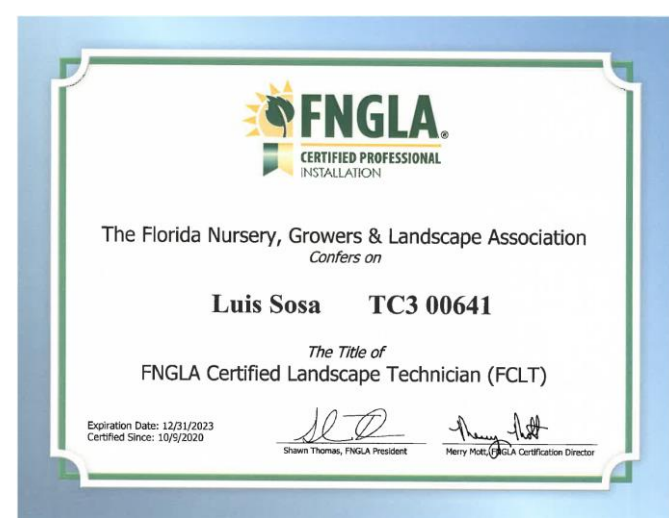 FNGLA®
CERTIFIED PROFESSIONAL
INSTALLATION
The Florida Nursery, Growers & Landscape Association
Confers on
Luis Sosa TC3 00641
The Title of
FNGLA Certified Landscape Technician (FCLT)
Expiration Date: 12/31/2023
Certified Since: 10/9/2020
Shawn Thomas, FNGLA President
Merry Mott
Merry Mott, FNGLA Certification Director